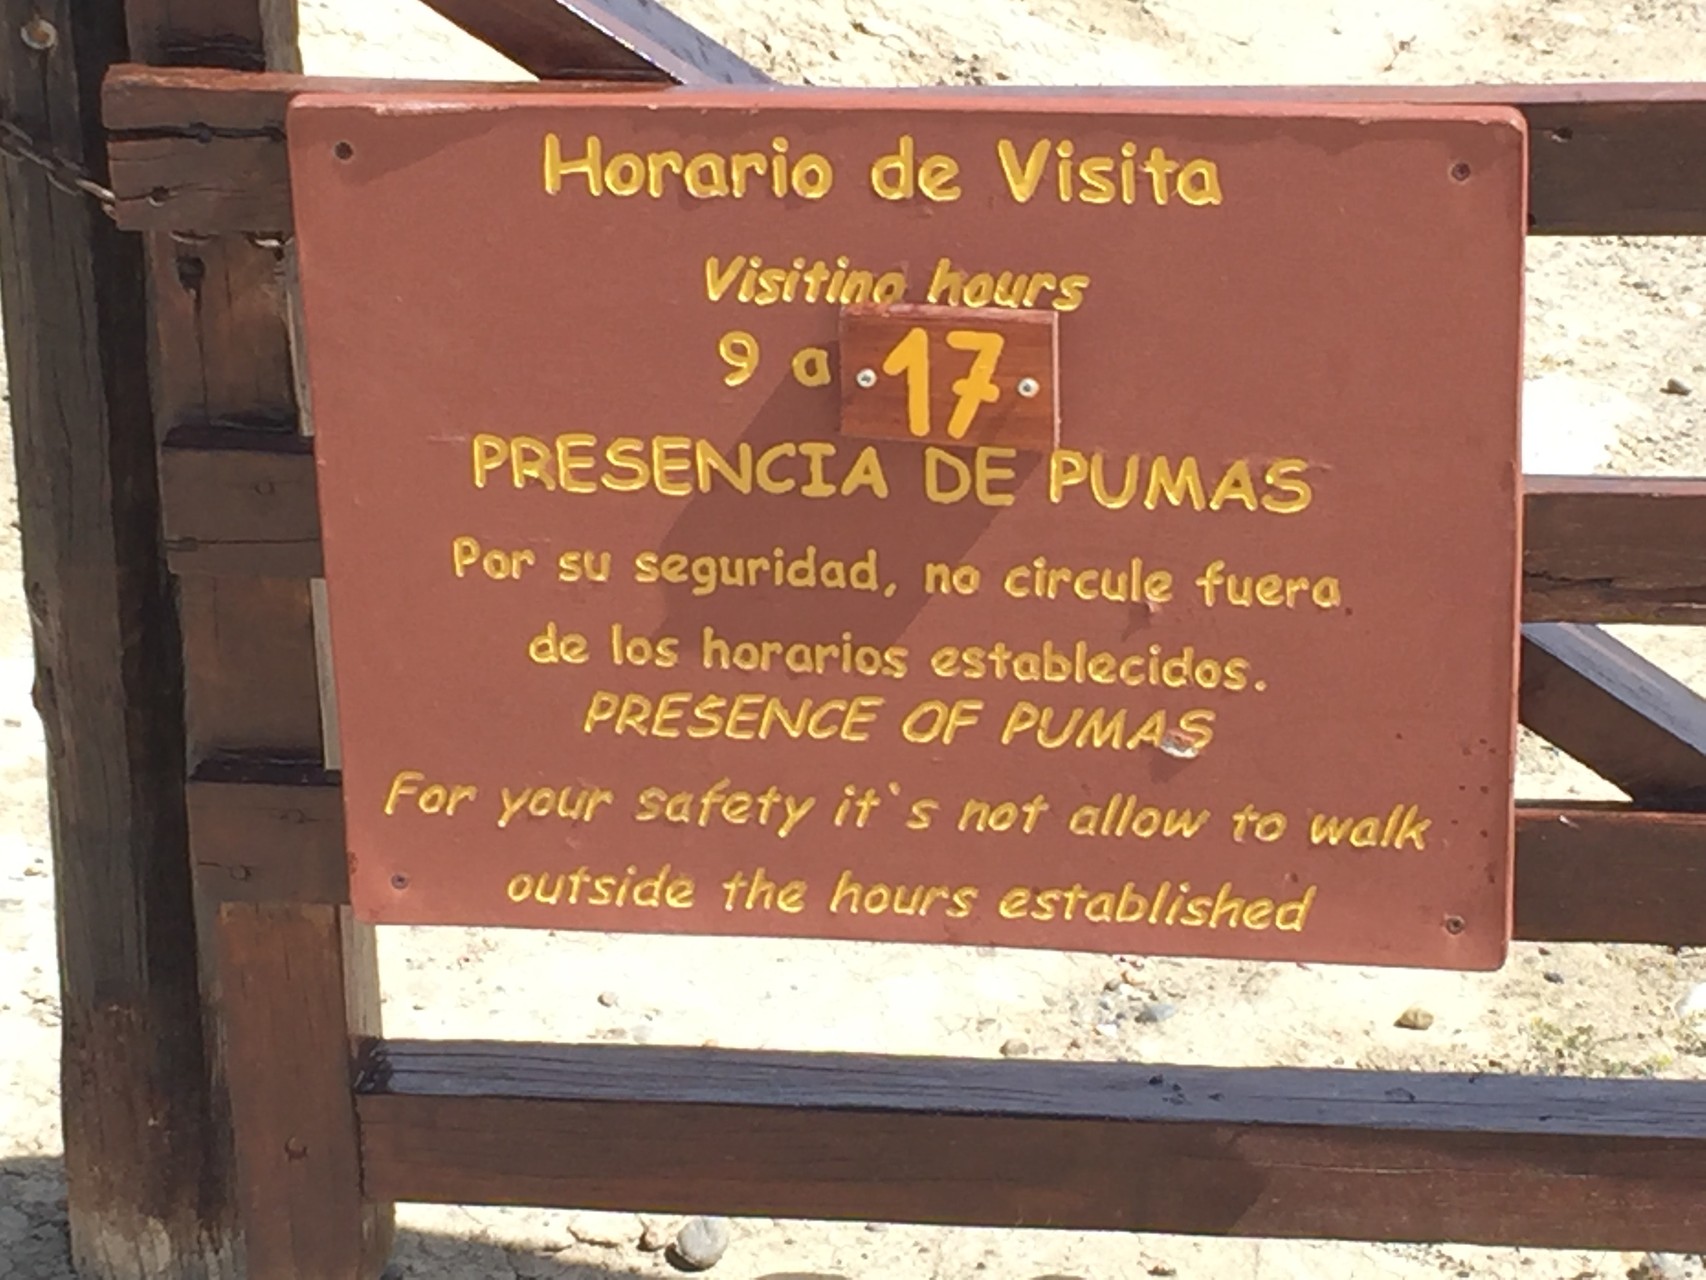 Horario de Visita
Visiting hours
9 a 17
PRESENCIA DE PUMAS
Por su seguridad, no circule fuera
de los horarios establecidos.
PRESENCE OF PUMAS
For your safety it`s not allow to walk
outside the hours established